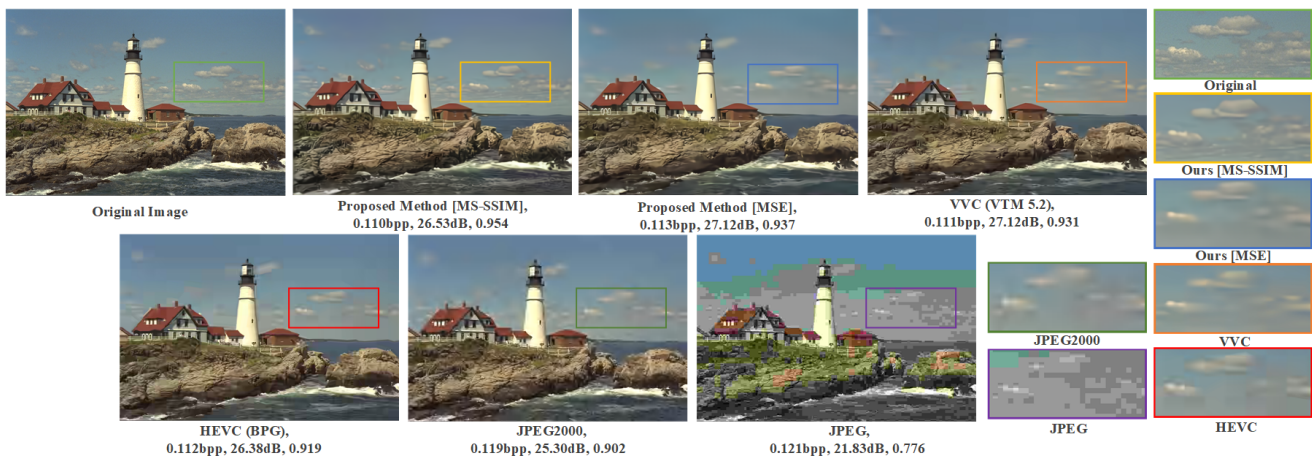 Original
Ours [MS-SSIM]
Original Image
Proposed Method [MS-SSIM],
0.110bpp, 26.53dB, 0.954
Proposed Method [MSE],
0.113bpp, 27.12dB, 0.937
VVC (VTM 5.2),
0.111bpp, 27.12dB, 0.931
Ours [MSE]
JPEG2000
VVC
HEVC (BPG),
0.112bpp, 26.38dB, 0.919
JPEG2000,
0.119bpp, 25.30dB, 0.902
JPEG,
0.121bpp, 21.83dB, 0.776
JPEG
HEVC